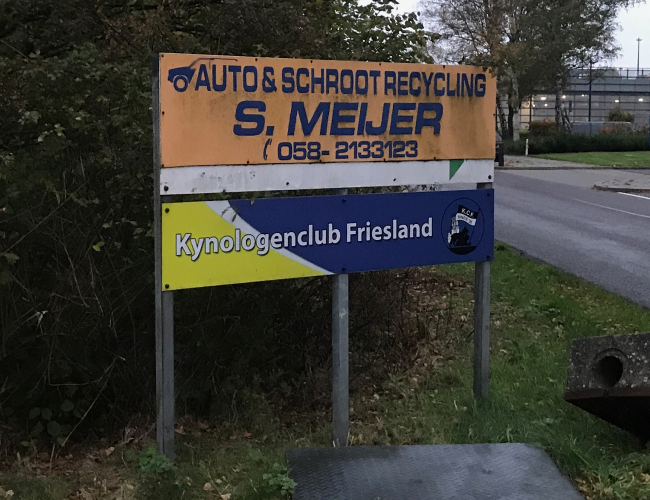 AUTO & SCHROOT RECYCLING
S. MEIJER
058- 2133123
Kynologenclub Friesland
K.C.F.